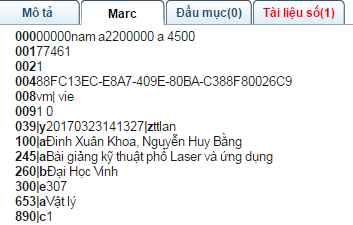 Mô tả Marc Đầu mục(0) Tài liệu số(1)
00000000nam a2200000 a 4500
00177461
0021
00488FC13EC-E8A7-409E-80BA-C388F80026C9
008vm| vie
0091 0
039|y20170323141327|zttlan
100|aĐinh Xuân Khoa, Nguyễn Huy Bằng
245|aBài giảng kỹ thuật phổ Laser và ứng dụng
260|bĐại Học Vinh
300|e307
653|aVật lý
890|c1